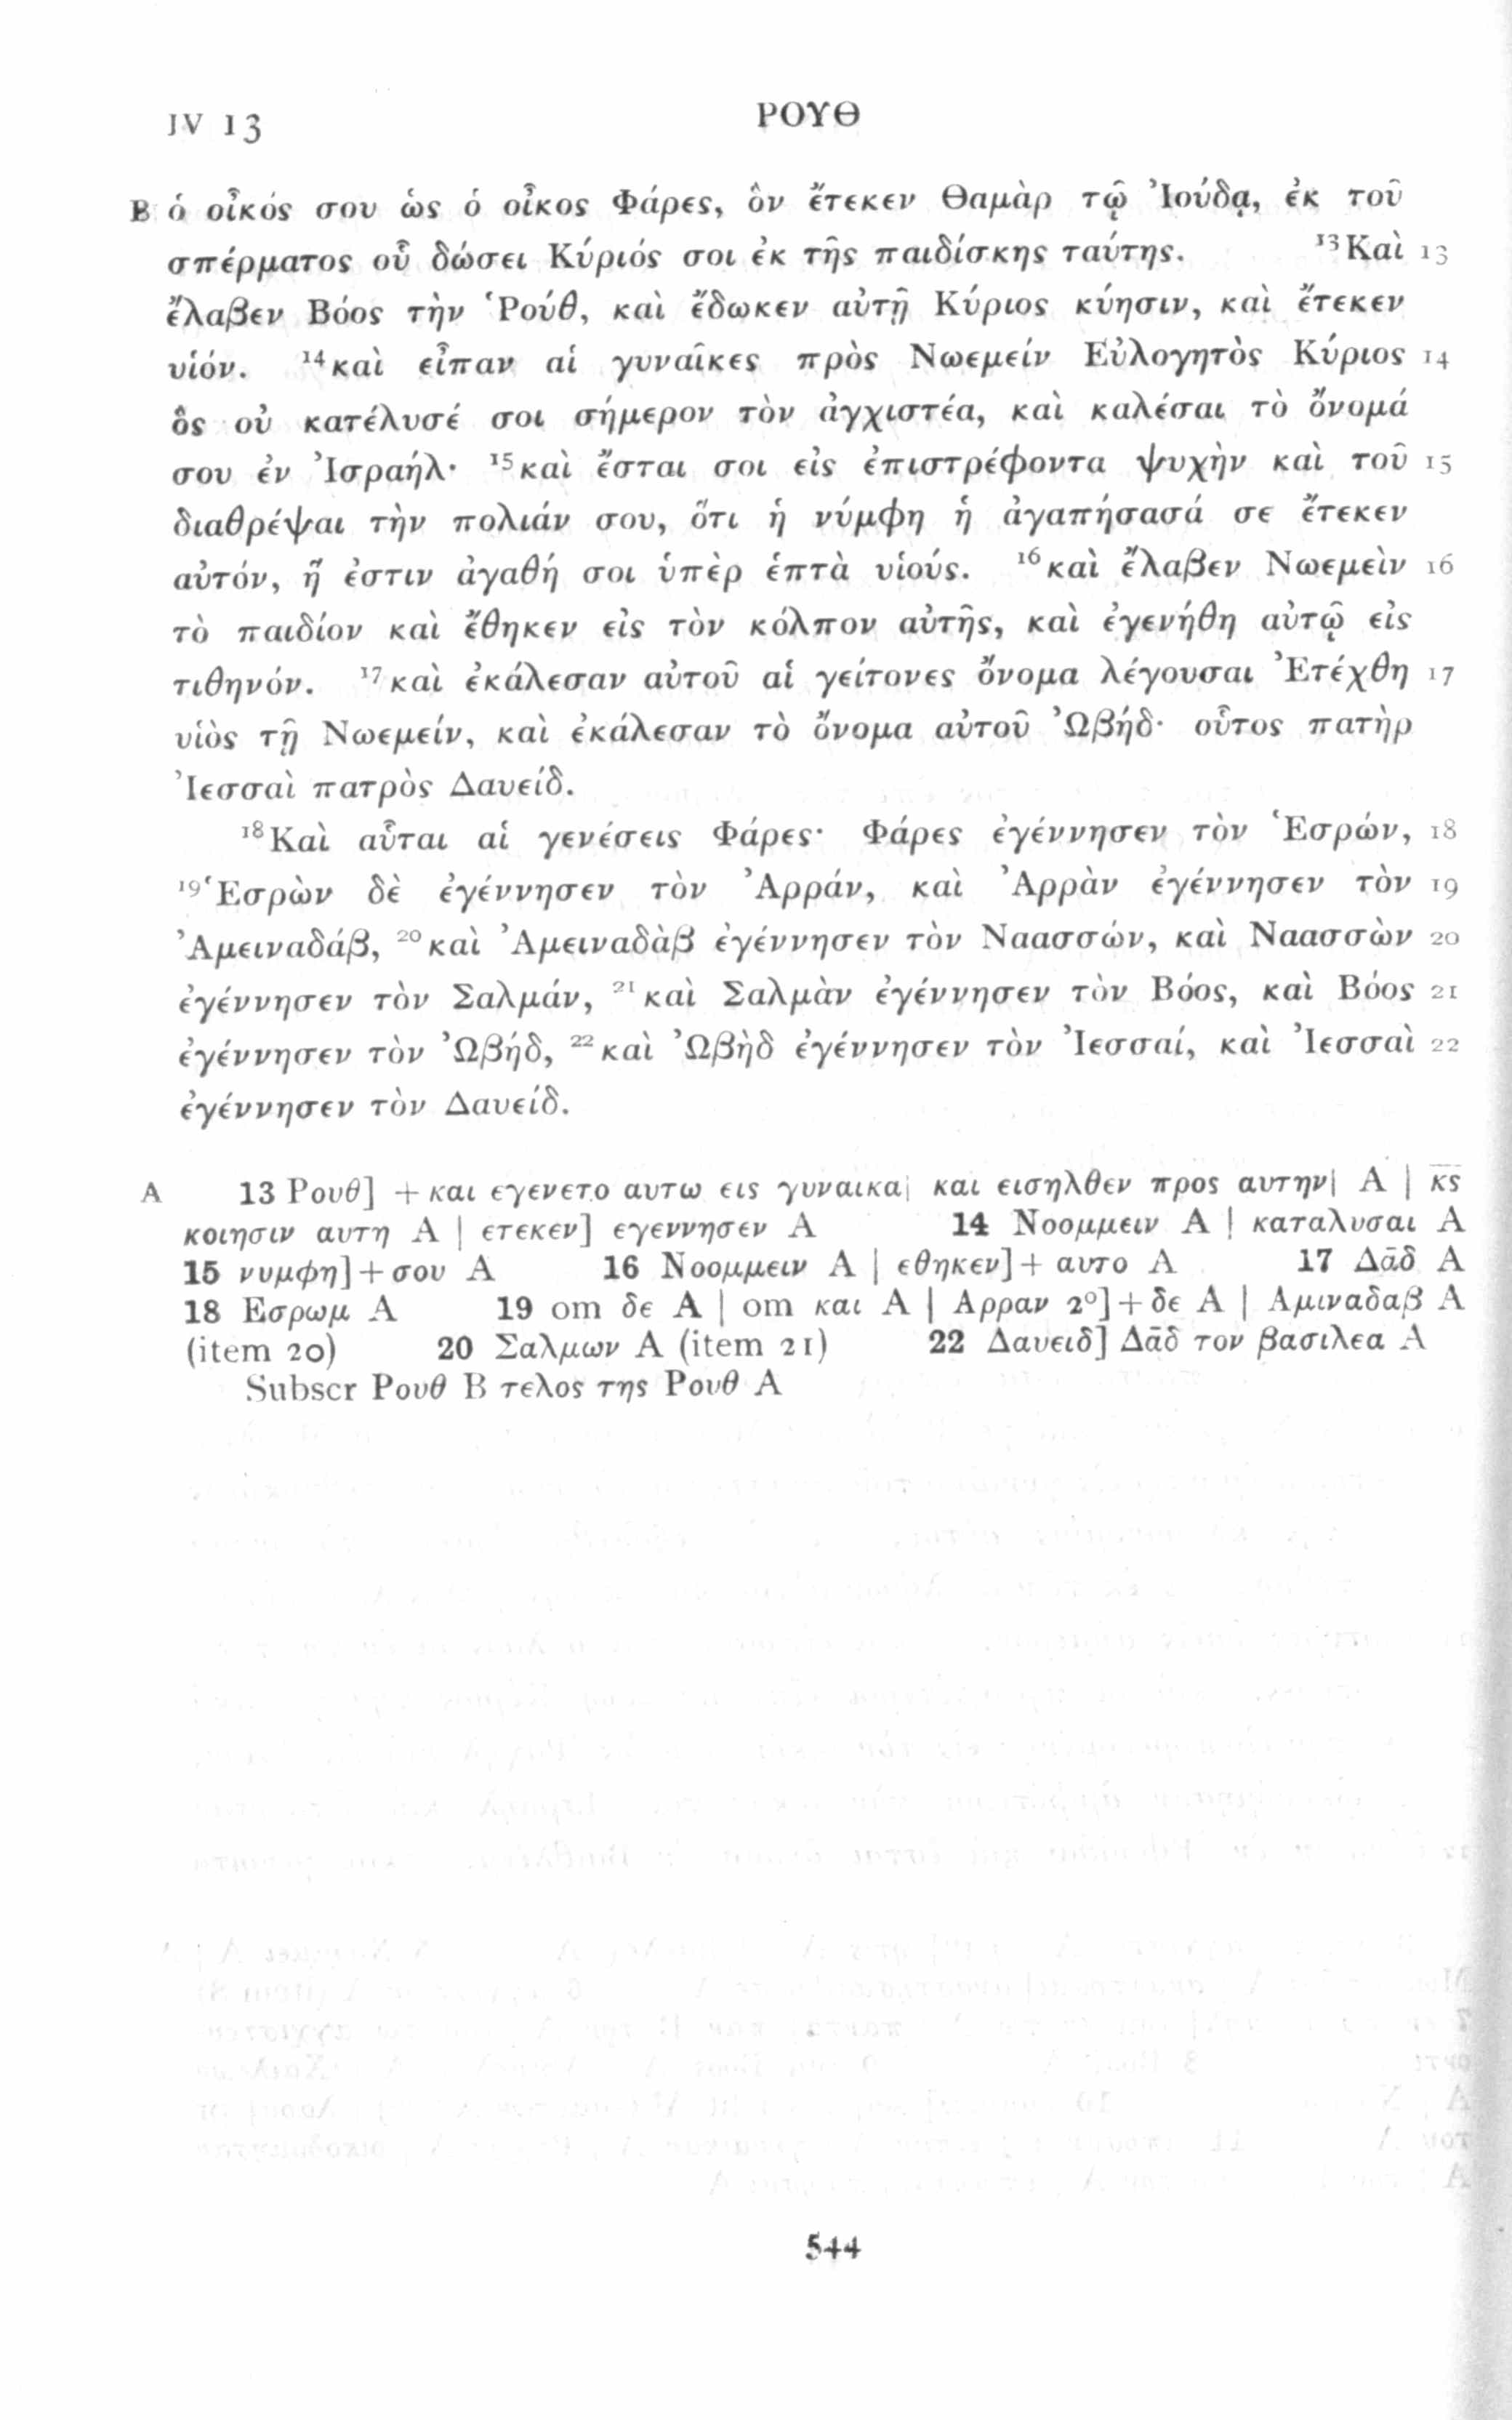 IV 13 ΡΟΥΘ
B ὁ οἶκός σου ὡς ὁ οἶκος Φάρες, ὃν ἔτεκεν Θαμὰρ τῷ Ἰούδᾳ, ἐκ τοῦ
σπέρματος οὗ δώσει Κύριός σοι ἐκ τῆς παιδίσκης ταύτης. ¹³Καὶ 13
ἔλαβεν Βόος τὴν Ῥούθ, καὶ ἔδωκεν αὐτῇ Κύριος κύησιν, καὶ ἔτεκεν
υἱόν. ¹⁴καὶ εἶπαν αἱ γυναῖκες πρὸς Νωεμείν Εὐλογητὸς Κύριος 14
ὃς οὐ κατέλυσέ σοι σήμερον τὸν ἀγχιστέα, καὶ καλέσαι τὸ ὄνομά
σου ἐν Ἰσραήλ· ¹⁵καὶ ἔσται σοι εἰς ἐπιστρέφοντα ψυχὴν καὶ τοῦ 15
διαθρέψαι τὴν πολιάν σου, ὅτι ἡ νύμφη ἡ ἀγαπήσασά σε ἔτεκεν
αὐτόν, ἥ ἐστιν ἀγαθή σοι ὑπὲρ ἑπτὰ υἱούς. ¹⁶καὶ ἔλαβεν Νωεμεὶν 16
τὸ παιδίον καὶ ἔθηκεν εἰς τὸν κόλπον αὐτῆς, καὶ ἐγενήθη αὐτῷ εἰς
τιθηνόν. ¹⁷καὶ ἐκάλεσαν αὐτοῦ αἱ γείτονες ὄνομα λέγουσαι Ἐτέχθη 17
υἱὸς τῇ Νωεμείν, καὶ ἐκάλεσαν τὸ ὄνομα αὐτοῦ Ὠβήδ· οὗτος πατὴρ
Ἰεσσαὶ πατρὸς Δαυείδ.
¹⁸Καὶ αὗται αἱ γενέσεις Φάρες· Φάρες ἐγέννησεν τὸν Ἑσρών, 18
¹⁹Ἑσρὼν δὲ ἐγέννησεν τὸν Ἀρράν, καὶ Ἀρρὰν ἐγέννησεν τὸν 19
Ἀμειναδάβ, ²⁰καὶ Ἀμειναδὰβ ἐγέννησεν τὸν Ναασσών, καὶ Ναασσὼν 20
ἐγέννησεν τὸν Σαλμάν, ²¹καὶ Σαλμὰν ἐγέννησεν τὸν Βόος, καὶ Βόος 21
ἐγέννησεν τὸν Ὠβήδ, ²²καὶ Ὠβὴδ ἐγέννησεν τὸν Ἰεσσαί, καὶ Ἰεσσαὶ 22
ἐγέννησεν τὸν Δαυείδ.
A 13 Ρουθ] + και εγενετο αυτω εις γυναικα| και εισηλθεν προς αυτην| A | κ̅ς̅
κοιησιν αυτη A | ετεκεν] εγεννησεν A 14 Νοομμειν A | καταλυσαι A
15 νυμφη] + σου A 16 Νοομμειν A | εθηκεν] + αυτο A 17 Δα̅δ A
18 Εσρωμ A 19 om δε A | om και A | Αρραν 2°] + δε A | Αμιναδαβ A
(item 20) 20 Σαλμων A (item 21) 22 Δαυειδ] Δα̅δ τον βασιλεα A
Subscr Ρουθ B τελος της Ρουθ A
544